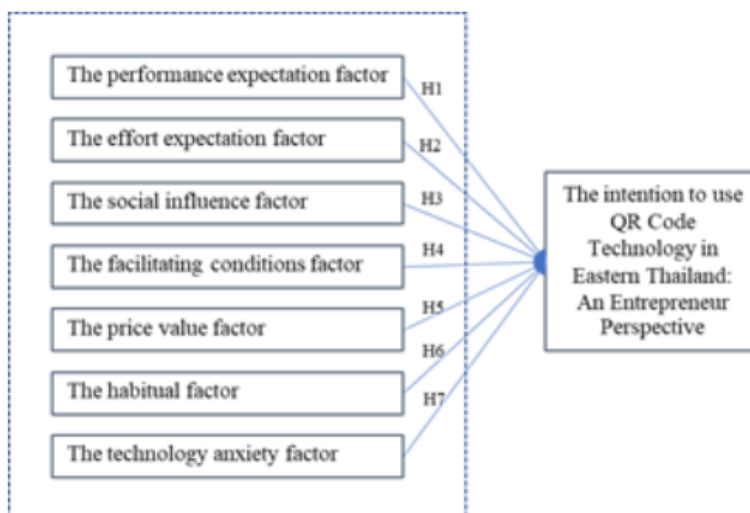 The performance expectation factor
H1
The effort expectation factor
H2
The social influence factor
H3
The facilitating conditions factor
H4
The price value factor
H5
The habitual factor
H6
The technology anxiety factor
H7
The intention to use
QR Code
Technology in
Eastern Thailand:
An Entrepreneur
Perspective